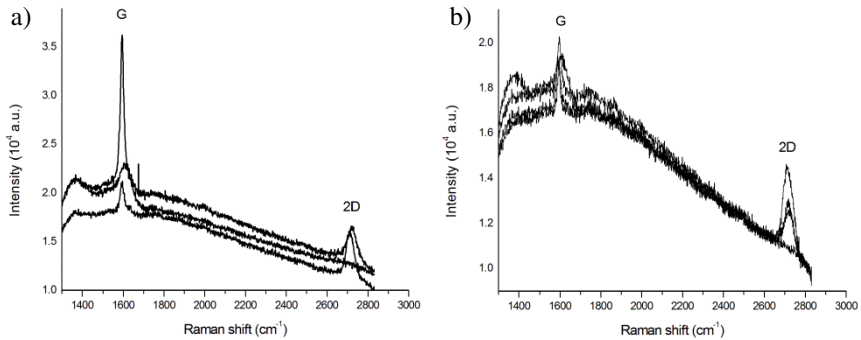 a)
G
2D
3.5
3.0
2.5
2.0
1.5
1.0
Intensity (10⁴ a.u.)
1400 1600 1800 2000 2200 2400 2600 2800 3000
Raman shift (cm⁻¹)
b)
G
2D
2.0
1.8
1.6
1.4
1.2
1.0
Intensity (10⁴ a.u.)
1400 1600 1800 2000 2200 2400 2600 2800 3000
Raman shift (cm⁻¹)